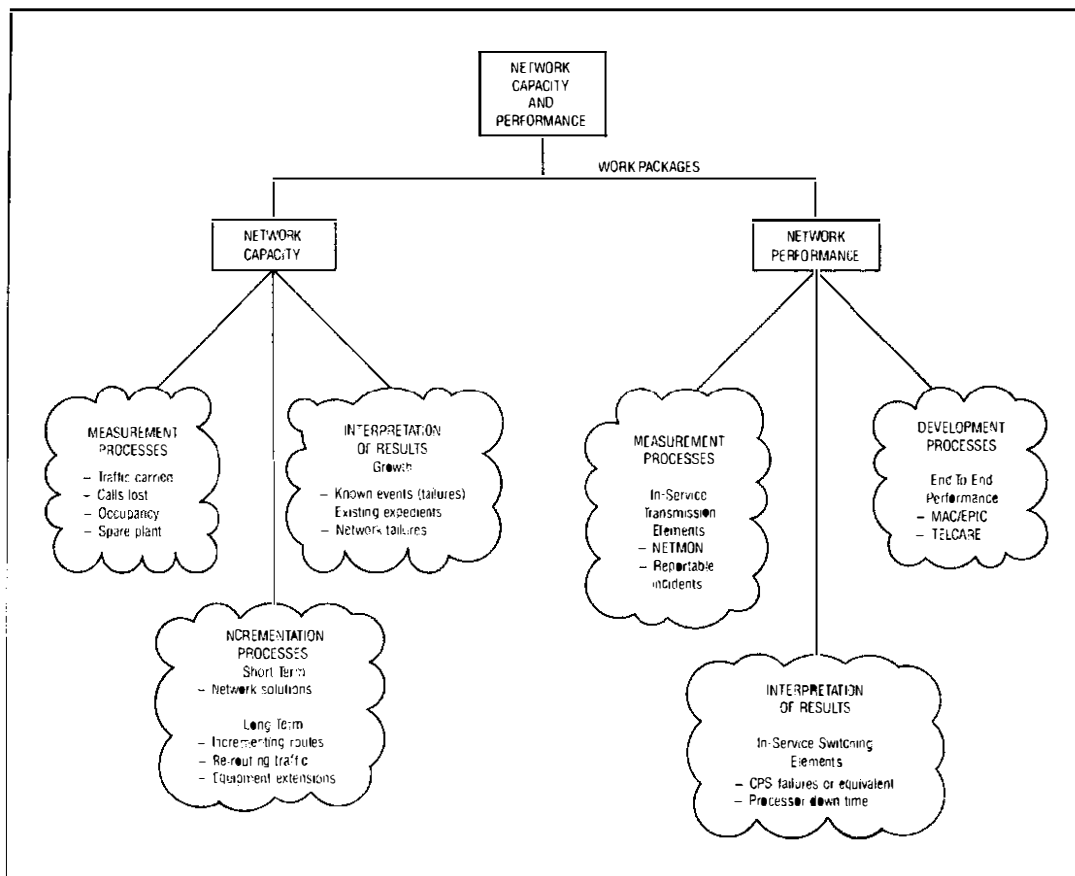 NETWORK
CAPACITY
AND
PERFORMANCE
WORK PACKAGES
NETWORK
CAPACITY
NETWORK
PERFORMANCE
MEASUREMENT
PROCESSES
– Traffic carried
– Calls lost
– Occupancy
– Spare plant
INTERPRETATION
OF RESULTS
Growth
– Known events (failures)
Existing expedients
– Network failures
INCREMENTATION
PROCESSES
Short Term
– Network solutions
Long Term
– Incrementing routes
– Re-routing traffic
– Equipment extensions
MEASUREMENT
PROCESSES
In-Service
Transmission
Elements
– NETMON
– Reportable
incidents
DEVELOPMENT
PROCESSES
End To End
Performance
– MAC/EPIC
– TELCARE
INTERPRETATION
OF RESULTS
In-Service Switching
Elements
– CPS failures or equivalent
– Processor down time